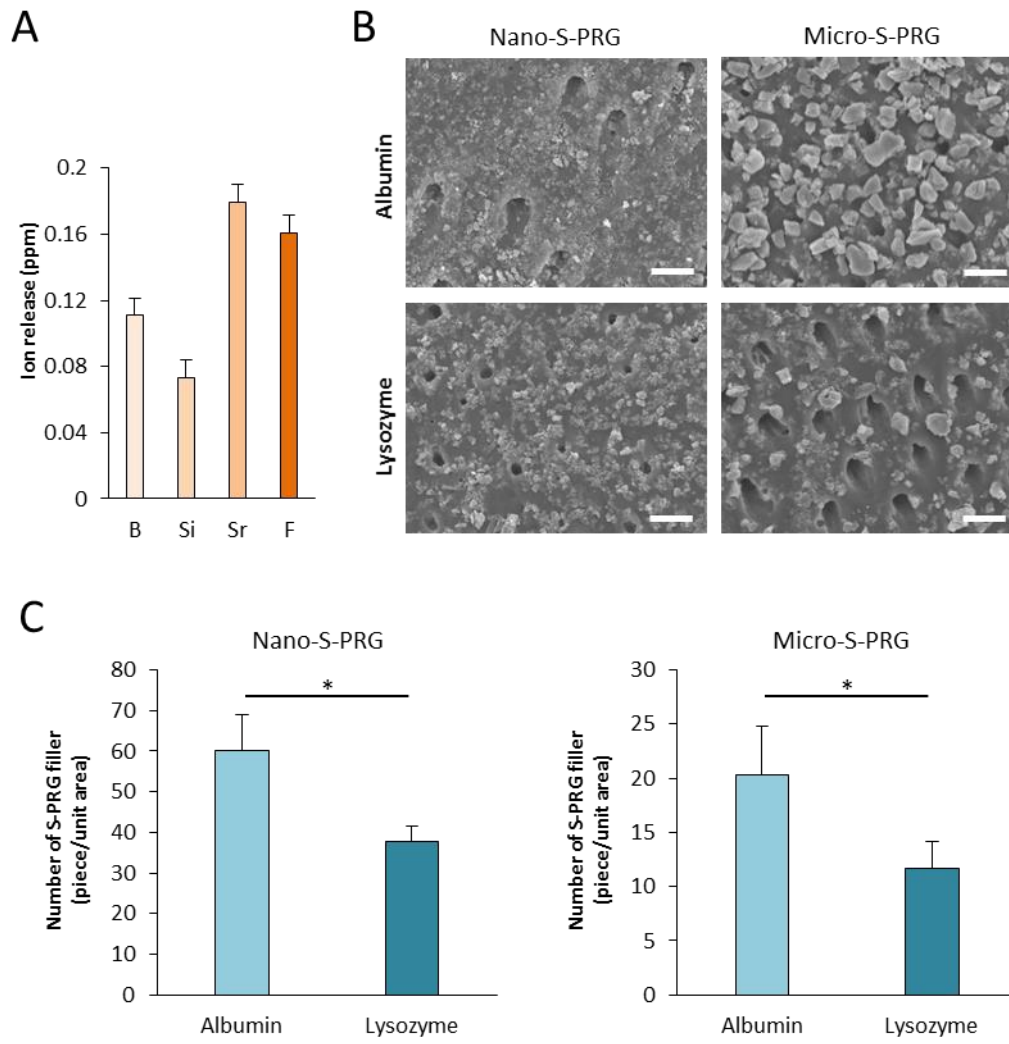 A
Ion release (ppm)
0.2
0.16
0.12
0.08
0.04
0
B
Si
Sr
F
B
Nano-S-PRG
Micro-S-PRG
Albumin
Lysozyme
C
Nano-S-PRG
Number of S-PRG filler
(piece/unit area)
80
70
60
50
40
30
20
10
0
*
Albumin
Lysozyme
Micro-S-PRG
Number of S-PRG filler
(piece/unit area)
30
25
20
15
10
5
0
*
Albumin
Lysozyme